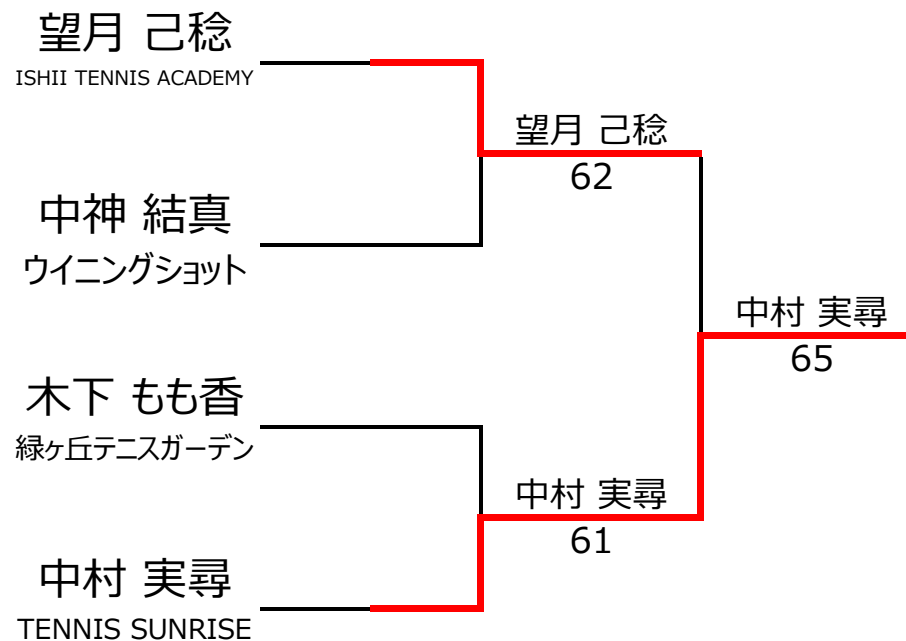 望月 己稔
ISHII TENNIS ACADEMY
中神 結真
ウイニングショット
木下 もも香
緑ヶ丘テニスガーデン
中村 実尋
TENNIS SUNRISE
望月 己稔
62
中村 実尋
61
中村 実尋
65